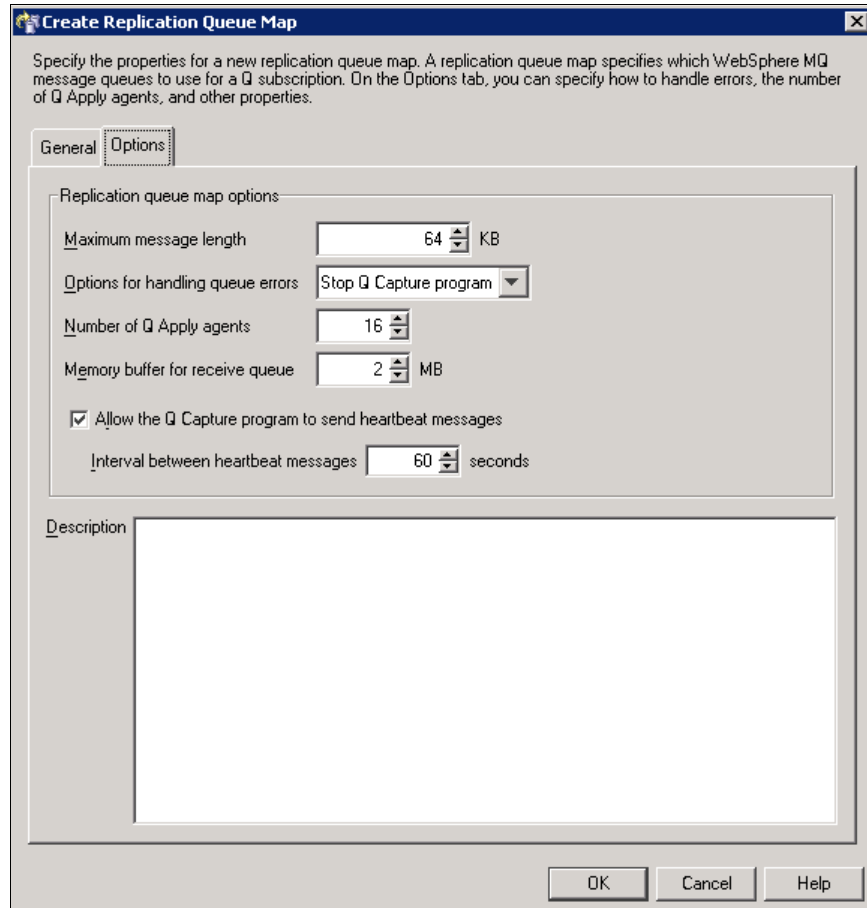 Create Replication Queue Map
Specify the properties for a new replication queue map. A replication queue map specifies which WebSphere MQ
message queues to use for a Q subscription. On the Options tab, you can specify how to handle errors, the number
of Q Apply agents, and other properties.
General Options
Replication queue map options
Maximum message length 64 KB
Options for handling queue errors Stop Q Capture program
Number of Q Apply agents 16
Memory buffer for receive queue 2 MB
Allow the Q Capture program to send heartbeat messages
Interval between heartbeat messages 60 seconds
Description
OK Cancel Help